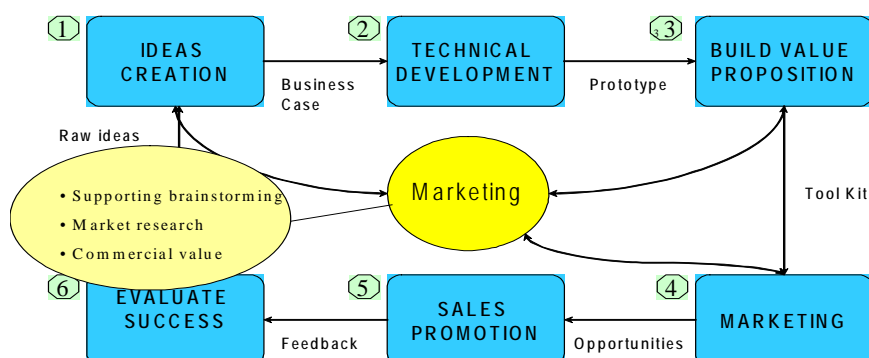 1
IDEAS
CREATION
2
TECHNICAL
DEVELOPMENT
3 3
BUILD VALUE
PROPOSITION
Business
Case
Prototype
Raw ideas
• Supporting brainstorming
• Market research
• Commercial value
Marketing
Tool Kit
6
EVALUATE
SUCCESS
5
SALES
PROMOTION
4
MARKETING
Feedback
Opportunities